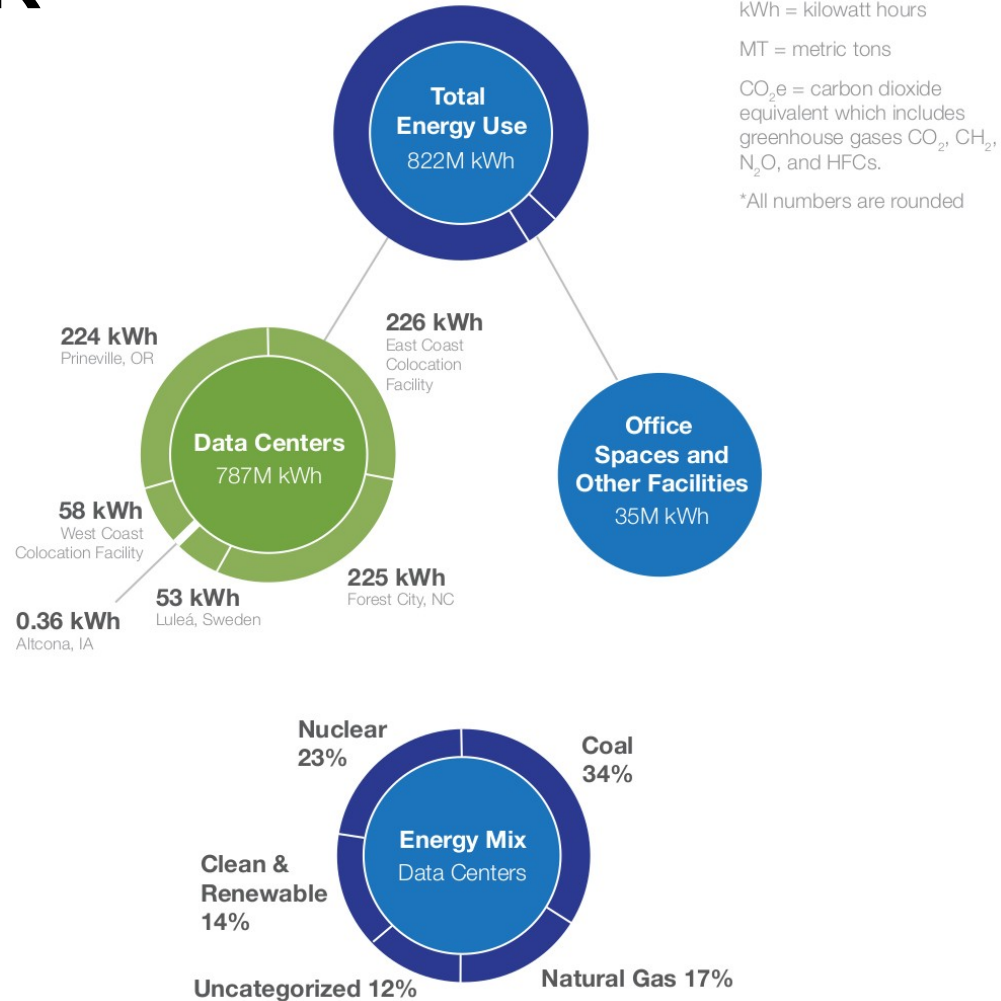 kWh = kilowatt hours
MT = metric tons
CO₂e = carbon dioxide
equivalent which includes
greenhouse gases CO₂, CH₂,
N₂O, and HFCs.
*All numbers are rounded
Total
Energy Use
822M kWh
224 kWh
Prineville, OR
226 kWh
East Coast
Colocation
Facility
Data Centers
787M kWh
Office
Spaces and
Other Facilities
35M kWh
58 kWh
West Coast
Colocation Facility
225 kWh
Forest City, NC
53 kWh
Luleá, Sweden
0.36 kWh
Altcona, IA
Nuclear
23%
Coal
34%
Energy Mix
Data Centers
Clean &
Renewable
14%
Uncategorized 12%
Natural Gas 17%